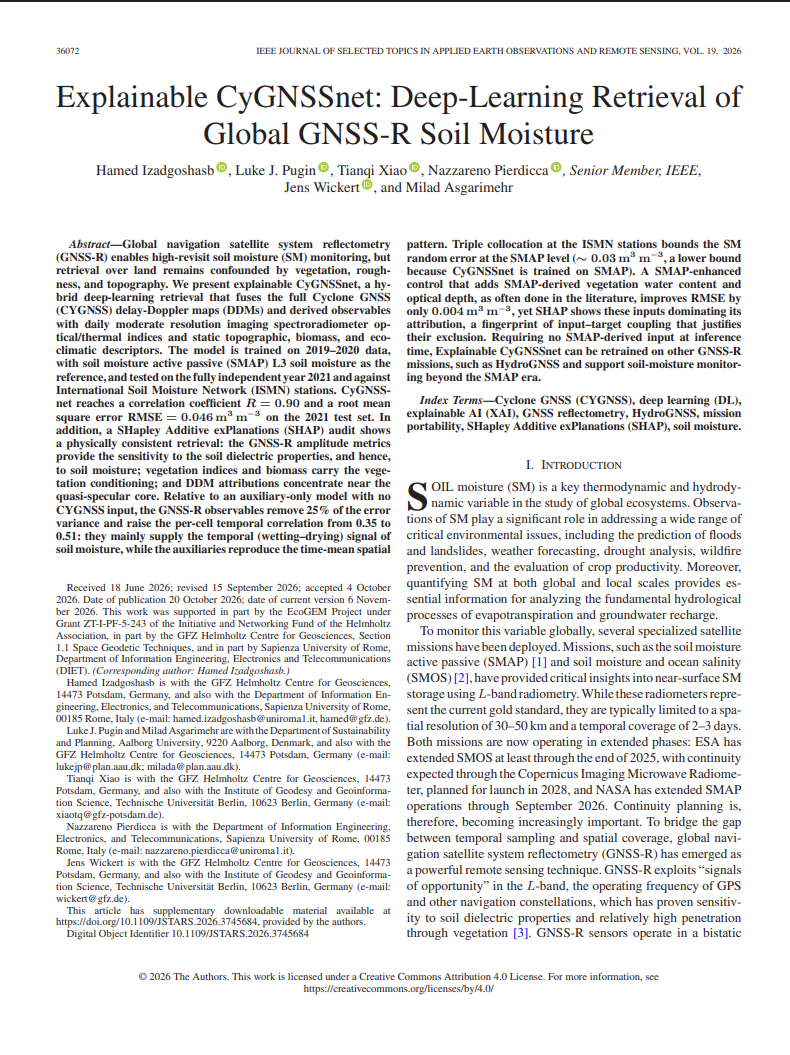 36072
IEEE JOURNAL OF SELECTED TOPICS IN APPLIED EARTH OBSERVATIONS AND REMOTE SENSING, VOL. 19, 2026
Explainable CyGNSSnet: Deep-Learning Retrieval of
Global GNSS-R Soil Moisture
Hamed Izadgoshasb, Luke J. Pugin, Tianqi Xiao, Nazzareno Pierdicca, Senior Member, IEEE,
Jens Wickert, and Milad Asgarimehr
Abstract—Global navigation satellite system reflectometry
(GNSS-R) enables high-revisit soil moisture (SM) monitoring, but
retrieval over land remains confounded by vegetation, rough-
ness, and topography. We present explainable CyGNSSnet, a hy-
brid deep-learning retrieval that fuses the full Cyclone GNSS
(CYGNSS) delay-Doppler maps (DDMs) and derived observables
with daily moderate resolution imaging spectroradiometer op-
tical/thermal indices and static topographic, biomass, and eco-
climatic descriptors. The model is trained on 2019–2020 data,
with soil moisture active passive (SMAP) L3 soil moisture as the
reference, and tested on the fully independent year 2021 and against
International Soil Moisture Network (ISMN) stations. CyGNSS-
net reaches a correlation coefficient R = 0.90 and a root mean
square error RMSE = 0.046 m³ m⁻³ on the 2021 test set. In
addition, a SHapley Additive exPlanations (SHAP) audit shows
a physically consistent retrieval: the GNSS-R amplitude metrics
provide the sensitivity to the soil dielectric properties, and hence,
to soil moisture; vegetation indices and biomass carry the vege-
tation conditioning; and DDM attributions concentrate near the
quasi-specular core. Relative to an auxiliary-only model with no
CYGNSS input, the GNSS-R observables remove 25% of the error
variance and raise the per-cell temporal correlation from 0.35 to
0.51: they mainly supply the temporal (wetting–drying) signal of
soil moisture, while the auxiliaries reproduce the time-mean spatial
Received 18 June 2026; revised 15 September 2026; accepted 4 October
2026. Date of publication 20 October 2026; date of current version 6 Novem-
ber 2026. This work was supported in part by the EcoGEM Project under
Grant ZT-I-PF-5-243 of the Initiative and Networking Fund of the Helmholtz
Association, in part by the GFZ Helmholtz Centre for Geosciences, Section
1.1 Space Geodetic Techniques, and in part by Sapienza University of Rome,
Department of Information Engineering, Electronics and Telecommunications
(DIET). (Corresponding author: Hamed Izadgoshasb.)
Hamed Izadgoshasb is with the GFZ Helmholtz Centre for Geosciences,
14473 Potsdam, Germany, and also with the Department of Information En-
gineering, Electronics, and Telecommunications, Sapienza University of Rome,
00185 Rome, Italy (e-mail: hamed.izadgoshasb@uniroma1.it, hamed@gfz.de).
Luke J. Pugin and Milad Asgarimehr are with the Department of Sustainability
and Planning, Aalborg University, 9220 Aalborg, Denmark, and also with the
GFZ Helmholtz Centre for Geosciences, 14473 Potsdam, Germany (e-mail:
lukejp@plan.aau.dk; milada@plan.aau.dk).
Tianqi Xiao is with the GFZ Helmholtz Centre for Geosciences, 14473
Potsdam, Germany, and also with the Institute of Geodesy and Geoinforma-
tion Science, Technische Universität Berlin, 10623 Berlin, Germany (e-mail:
xiaotq@gfz-potsdam.de).
Nazzareno Pierdicca is with the Department of Information Engineering,
Electronics, and Telecommunications, Sapienza University of Rome, 00185
Rome, Italy (e-mail: nazzareno.pierdicca@uniroma1.it).
Jens Wickert is with the GFZ Helmholtz Centre for Geosciences, 14473
Potsdam, Germany, and also with the Institute of Geodesy and Geoinforma-
tion Science, Technische Universität Berlin, 10623 Berlin, Germany (e-mail:
wickert@gfz.de).
This article has supplementary downloadable material available at
https://doi.org/10.1109/JSTARS.2026.3745684, provided by the authors.
Digital Object Identifier 10.1109/JSTARS.2026.3745684
pattern. Triple collocation at the ISMN stations bounds the SM
random error at the SMAP level (∼ 0.03 m³ m⁻³, a lower bound
because CyGNSSnet is trained on SMAP). A SMAP-enhanced
control that adds SMAP-derived vegetation water content and
optical depth, as often done in the literature, improves RMSE by
only 0.004 m³ m⁻³, yet SHAP shows these inputs dominating its
attribution, a fingerprint of input–target coupling that justifies
their exclusion. Requiring no SMAP-derived input at inference
time, Explainable CyGNSSnet can be retrained on other GNSS-R
missions, such as HydroGNSS and support soil-moisture monitor-
ing beyond the SMAP era.
Index Terms—Cyclone GNSS (CYGNSS), deep learning (DL),
explainable AI (XAI), GNSS reflectometry, HydroGNSS, mission
portability, SHapley Additive exPlanations (SHAP), soil moisture.
I. INTRODUCTION
SOIL moisture (SM) is a key thermodynamic and hydrody-
namic variable in the study of global ecosystems. Observa-
tions of SM play a significant role in addressing a wide range of
critical environmental issues, including the prediction of floods
and landslides, weather forecasting, drought analysis, wildfire
prevention, and the evaluation of crop productivity. Moreover,
quantifying SM at both global and local scales provides es-
sential information for analyzing the fundamental hydrological
processes of evapotranspiration and groundwater recharge.
To monitor this variable globally, several specialized satellite
missions have been deployed. Missions, such as the soil moisture
active passive (SMAP) [1] and soil moisture and ocean salinity
(SMOS) [2], have provided critical insights into near-surface SM
storage using L-band radiometry. While these radiometers repre-
sent the current gold standard, they are typically limited to a spa-
tial resolution of 30–50 km and a temporal coverage of 2–3 days.
Both missions are now operating in extended phases: ESA has
extended SMOS at least through the end of 2025, with continuity
expected through the Copernicus Imaging Microwave Radiome-
ter, planned for launch in 2028, and NASA has extended SMAP
operations through September 2026. Continuity planning is,
therefore, becoming increasingly important. To bridge the gap
between temporal sampling and spatial coverage, global navi-
gation satellite system reflectometry (GNSS-R) has emerged as
a powerful remote sensing technique. GNSS-R exploits “signals
of opportunity” in the L-band, the operating frequency of GPS
and other navigation constellations, which has proven sensitiv-
ity to soil dielectric properties and relatively high penetration
through vegetation [3]. GNSS-R sensors operate in a bistatic
© 2026 The Authors. This work is licensed under a Creative Commons Attribution 4.0 License. For more information, see
https://creativecommons.org/licenses/by/4.0/